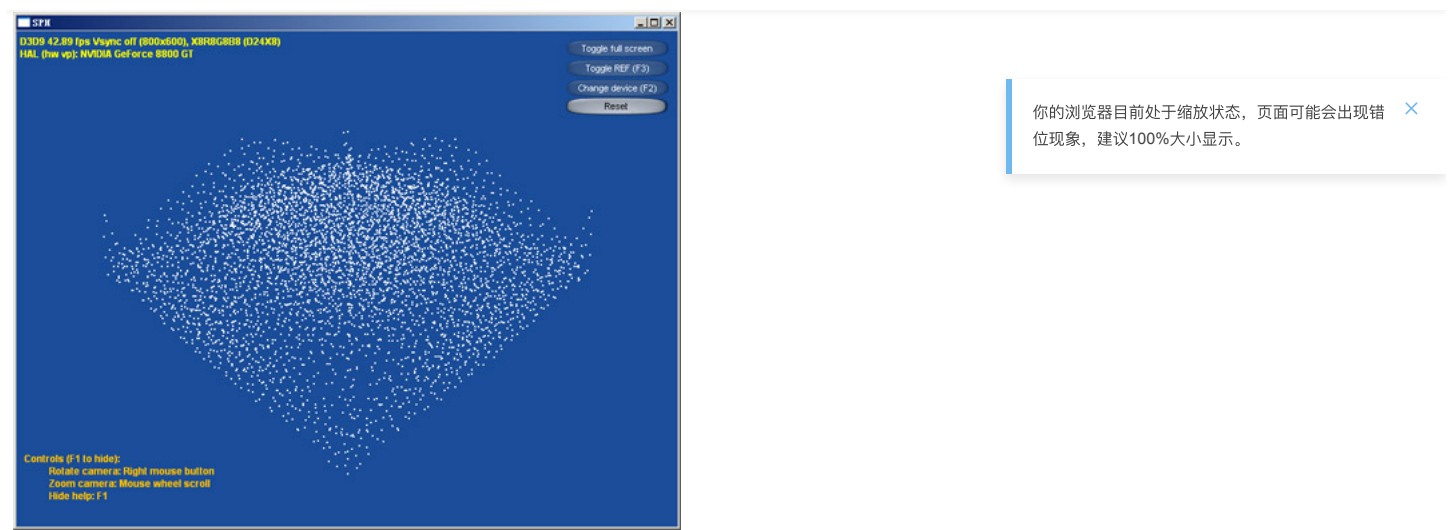 SPH
D3D9 42.89 fps Vsync off (800x600), X8R8G8B8 (D24X8)
HAL (hw vp): NVIDIA GeForce 8800 GT
Toggle full screen
Toggle REF (F3)
Change device (F2)
Reset
你的浏览器目前处于缩放状态，页面可能会出现错
位现象，建议100%大小显示。
Controls (F1 to hide):
Rotate camera: Right mouse button
Zoom camera: Mouse wheel scroll
Hide help: F1